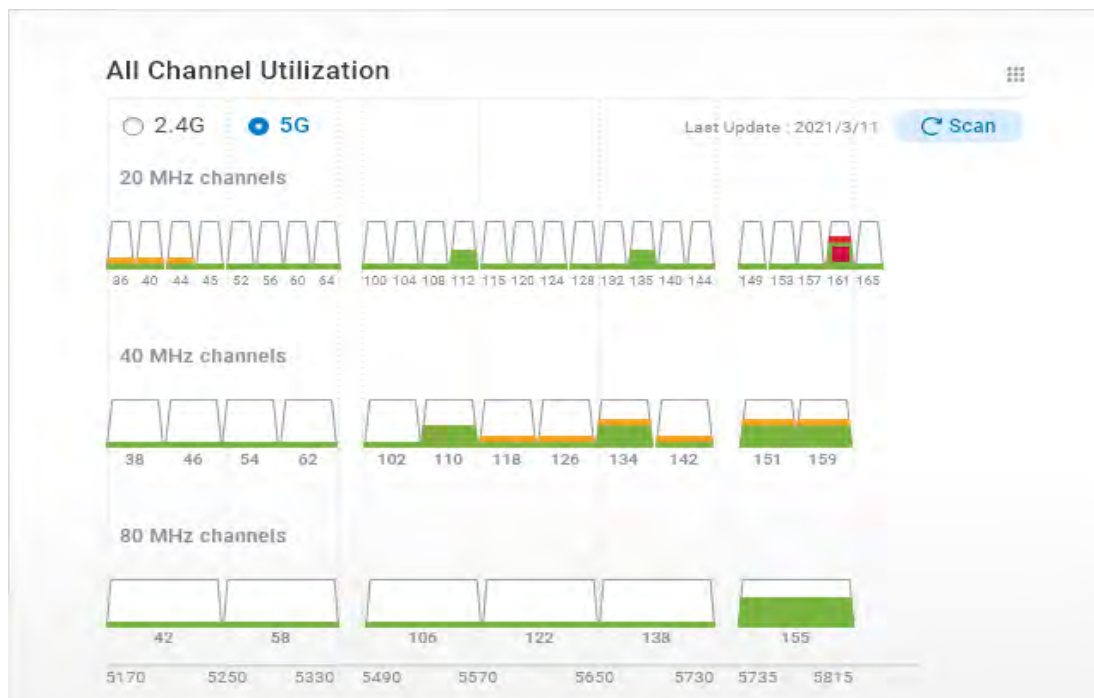 All Channel Utilization
2.4G 5G Last Update : 2021/3/11 Scan
20 MHz channels
36 40 44 45 52 56 60 64 100 104 108 112 115 120 124 128 132 135 140 144 149 153 157 161 165
40 MHz channels
38 46 54 62 102 110 118 126 134 142 151 159
80 MHz channels
42 58 106 122 138 155
5170 5250 5330 5490 5570 5650 5730 5735 5815